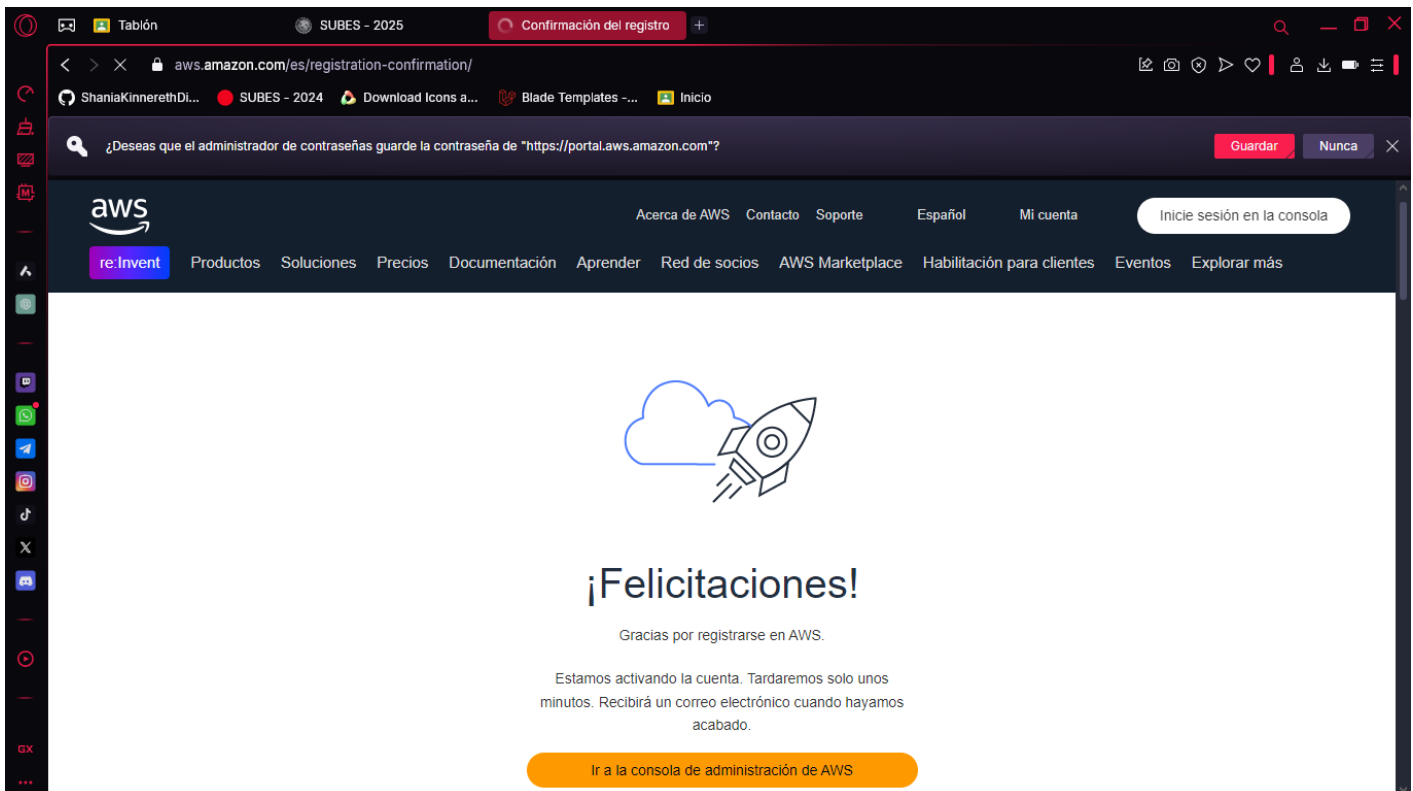 Tablón
SUBES - 2025
Confirmación del registro
aws.amazon.com/es/registration-confirmation/
ShaniaKinnerethDi...
SUBES - 2024
Download Icons a...
Blade Templates -...
Inicio
¿Deseas que el administrador de contraseñas guarde la contraseña de "https://portal.aws.amazon.com"?
Guardar
Nunca
aws
Acerca de AWS
Contacto
Soporte
Español
Mi cuenta
Inicie sesión en la consola
re:Invent
Productos
Soluciones
Precios
Documentación
Aprender
Red de socios
AWS Marketplace
Habilitación para clientes
Eventos
Explorar más
¡Felicitaciones!
Gracias por registrarse en AWS.
Estamos activando la cuenta. Tardaremos solo unos
minutos. Recibirá un correo electrónico cuando hayamos
acabado.
Ir a la consola de administración de AWS
GX